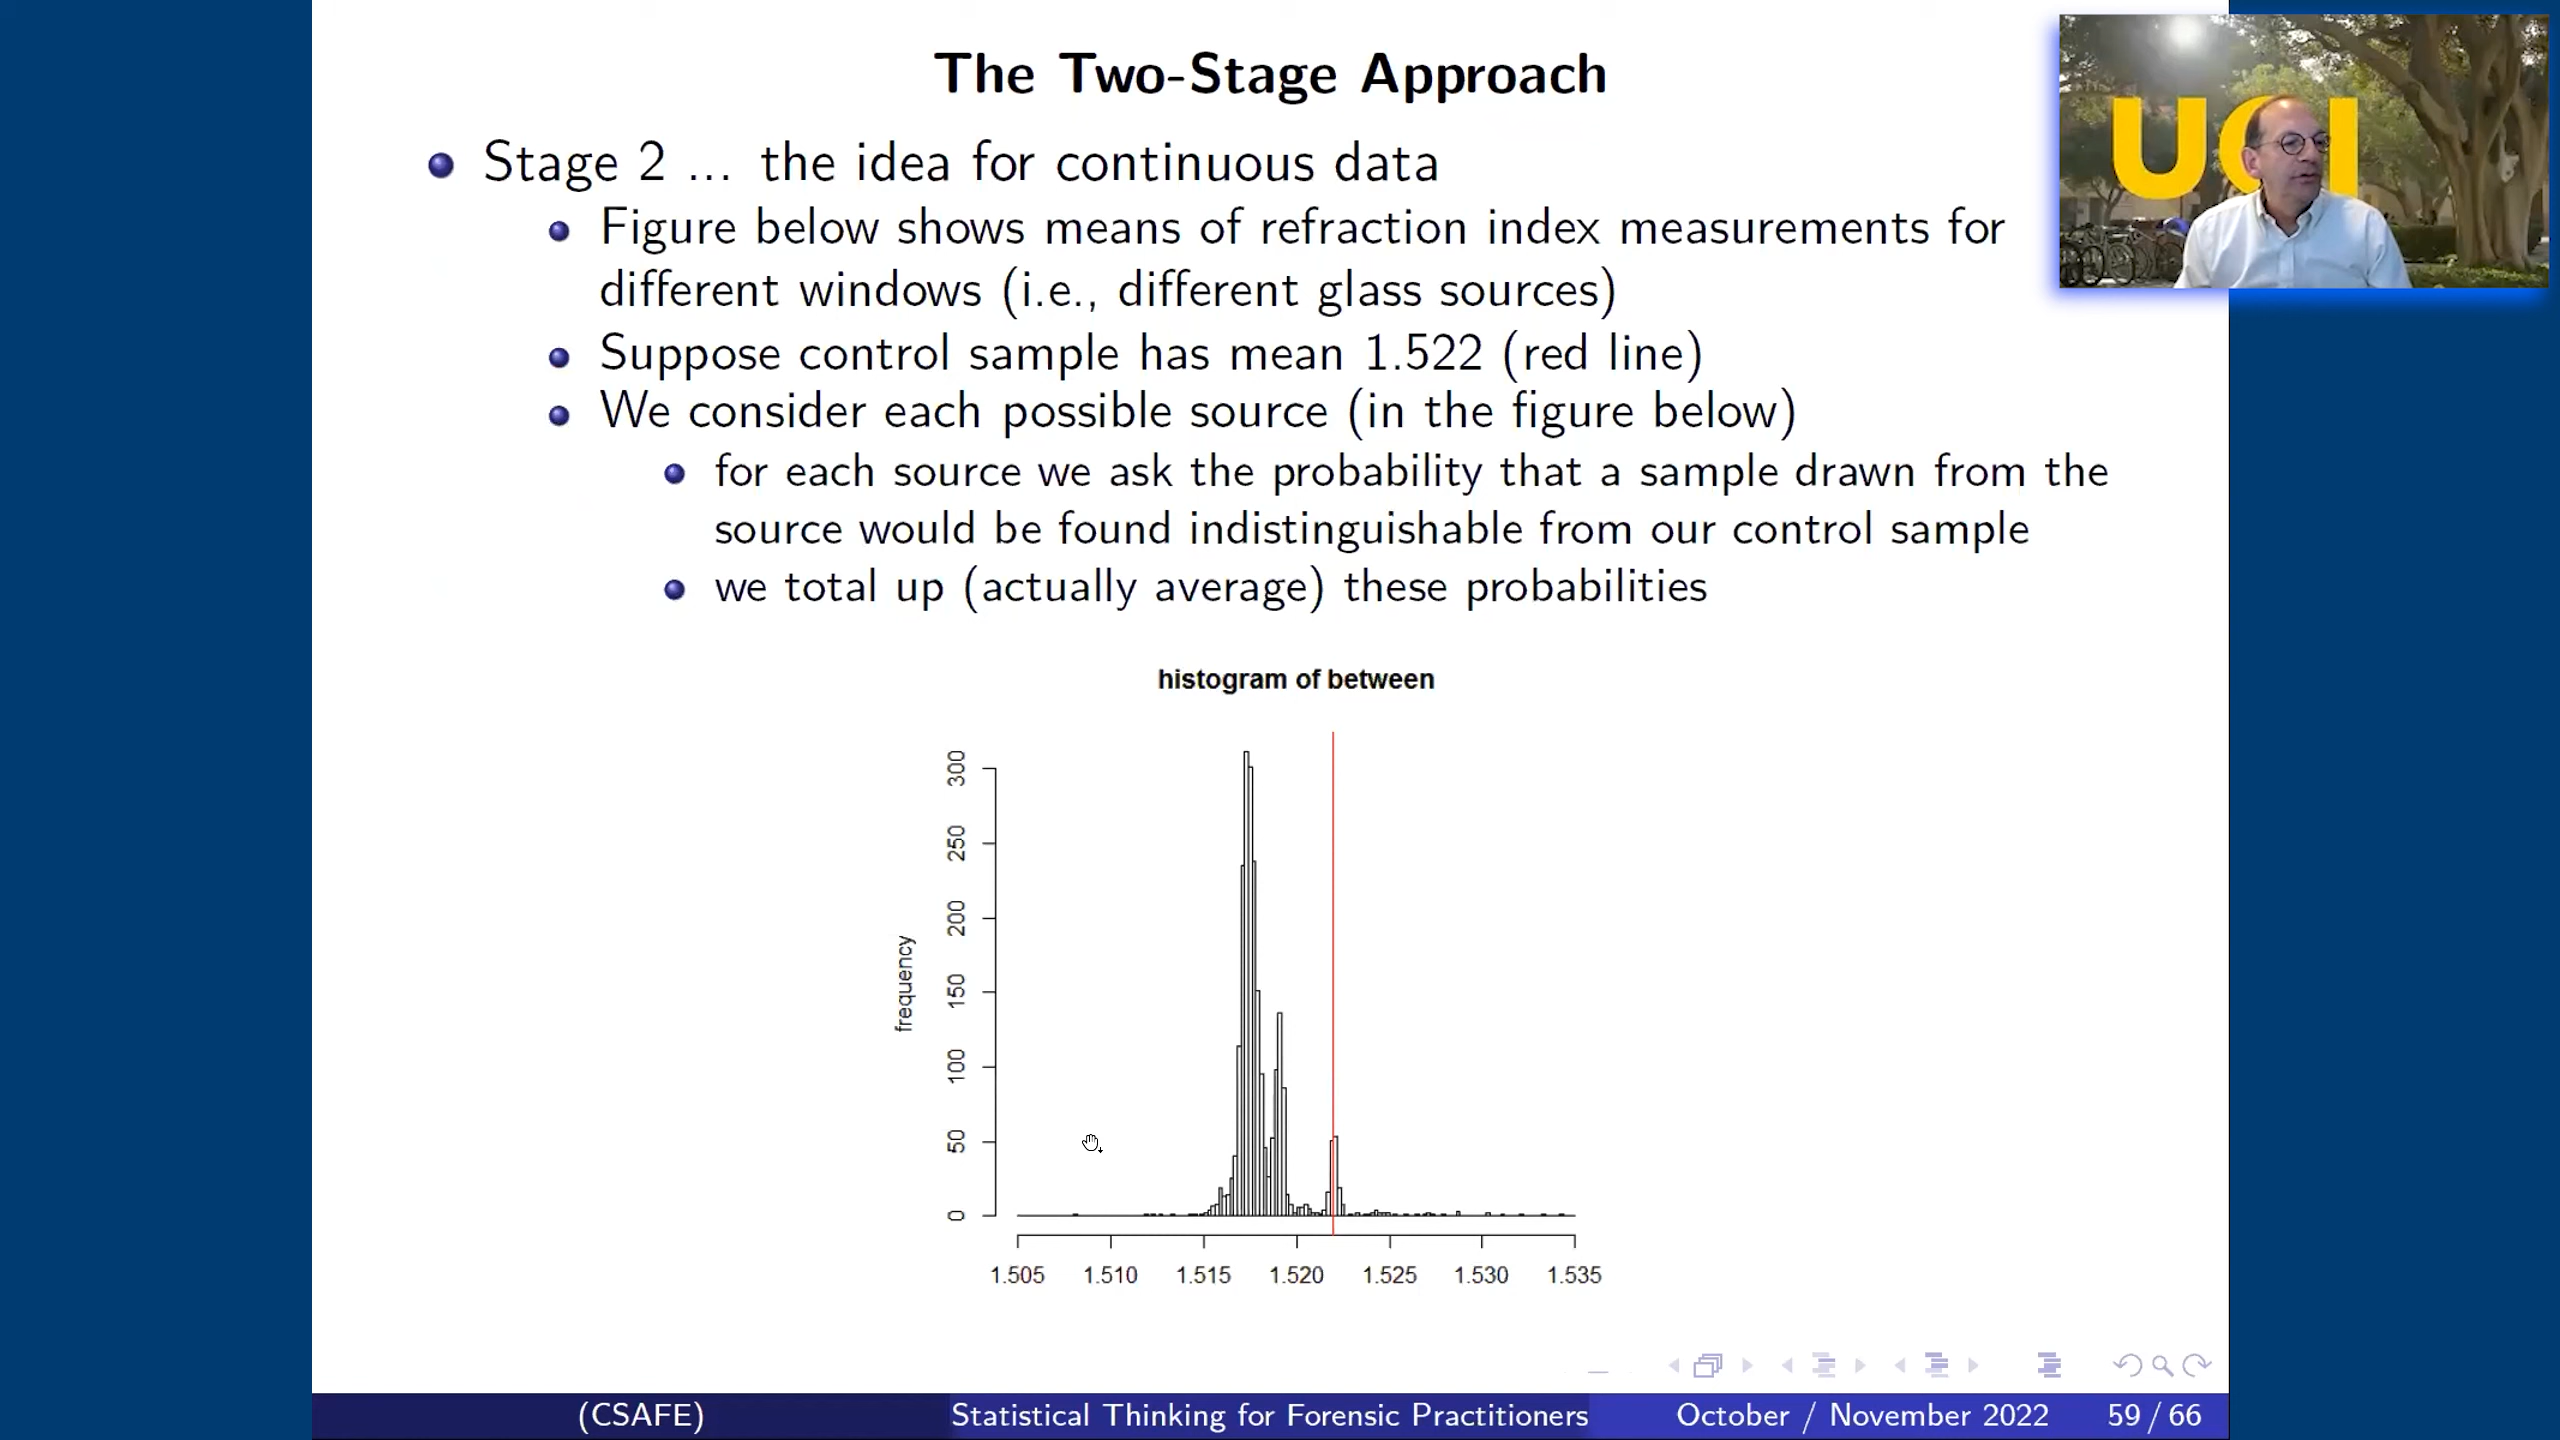 The Two-Stage Approach
UCI
Stage 2 ... the idea for continuous data
Figure below shows means of refraction index measurements for
different windows (i.e., different glass sources)
Suppose control sample has mean 1.522 (red line)
We consider each possible source (in the figure below)
for each source we ask the probability that a sample drawn from the
source would be found indistinguishable from our control sample
we total up (actually average) these probabilities
histogram of between
300
250
200
150
100
50
0
frequency
1.505 1.510 1.515 1.520 1.525 1.530 1.535
(CSAFE) Statistical Thinking for Forensic Practitioners October / November 2022 59 / 66